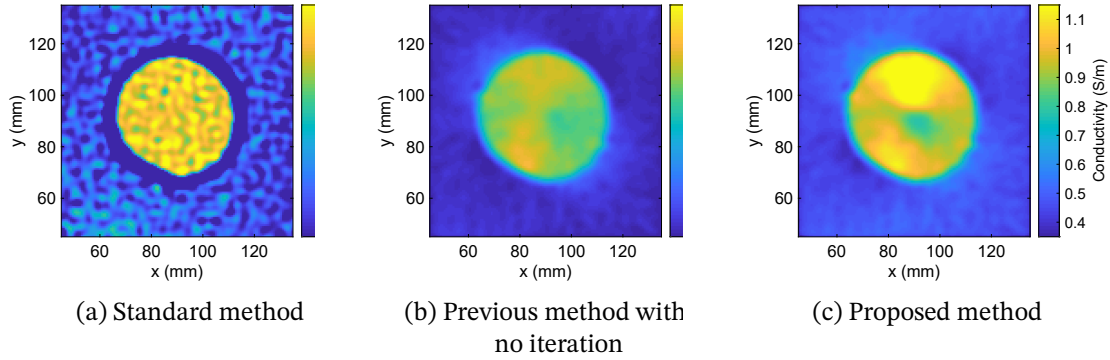 120
100
80
60
y (mm)
60 80 100 120
x (mm)
(a) Standard method
120
100
80
60
y (mm)
60 80 100 120
x (mm)
(b) Previous method with
no iteration
120
100
80
60
y (mm)
60 80 100 120
x (mm)
(c) Proposed method
1.1
1
0.9
0.8
0.7
0.6
0.5
0.4
Conductivity (S/m)